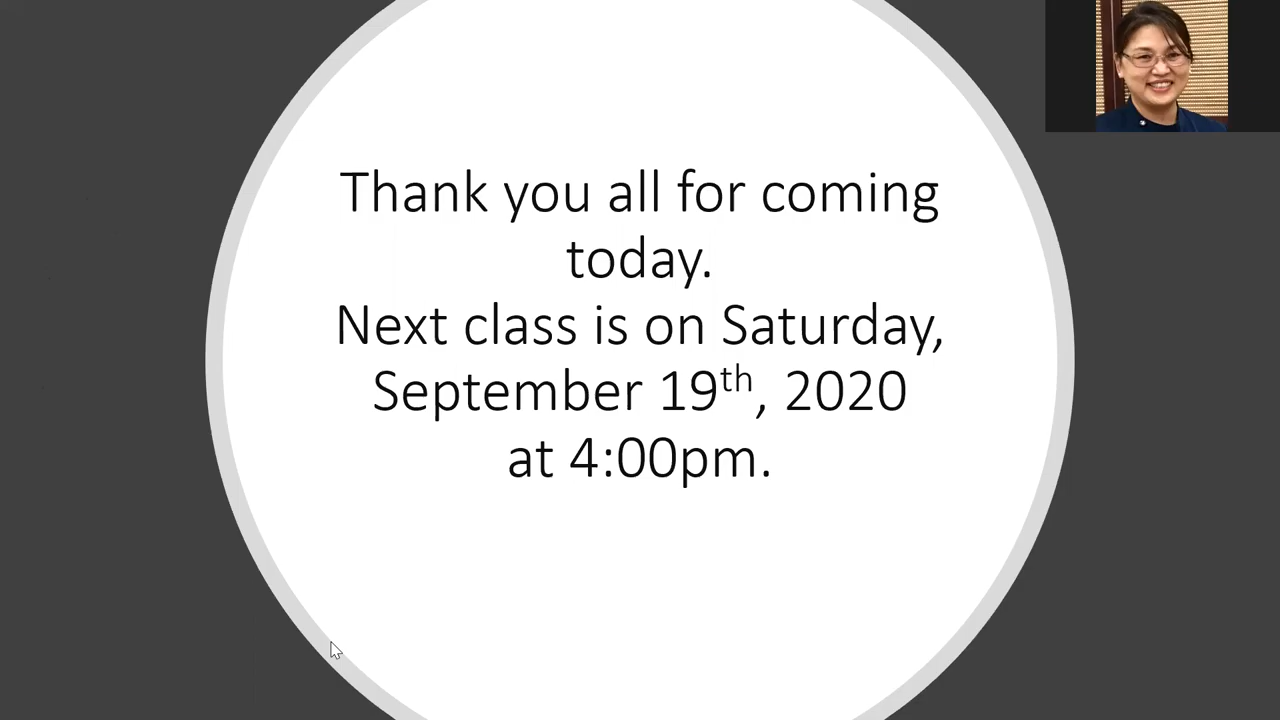 Thank you all for coming
today.
Next class is on Saturday,
September 19th, 2020
at 4:00pm.